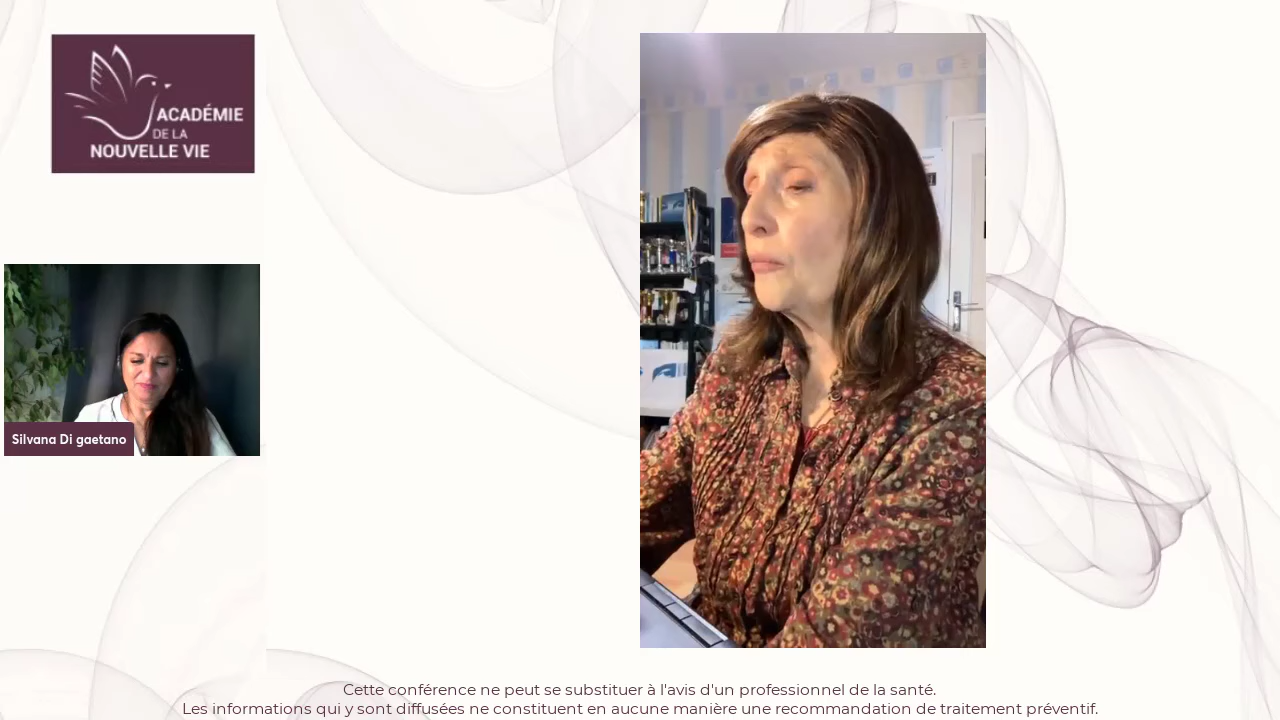 ACADÉMIE
DE LA
NOUVELLE VIE
Silvana Di gaetano
Cette conférence ne peut se substituer à l'avis d'un professionnel de la santé.
Les informations qui y sont diffusées ne constituent en aucune manière une recommandation de traitement préventif.